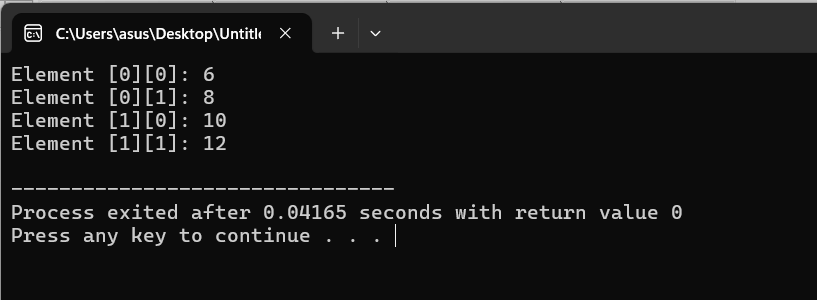 C:\Users\asus\Desktop\Untitle
Element [0][0]: 6
Element [0][1]: 8
Element [1][0]: 10
Element [1][1]: 12
--------------------------------
Process exited after 0.04165 seconds with return value 0
Press any key to continue . . .